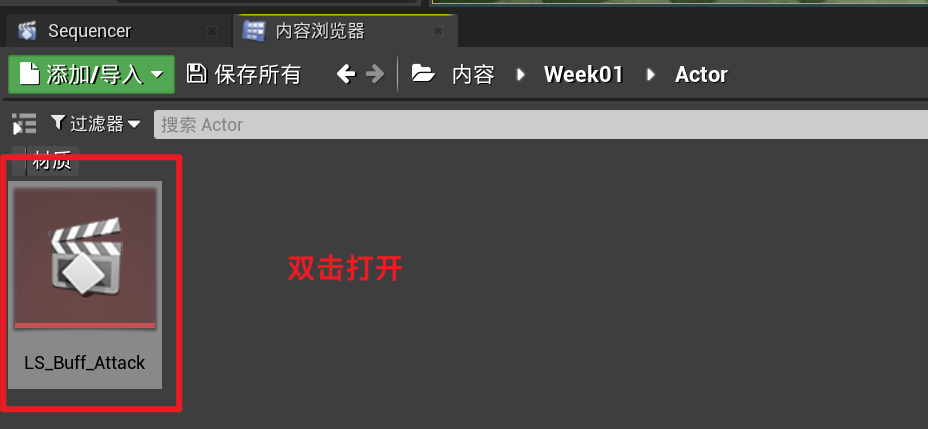 Sequencer
内容浏览器
添加/导入 保存所有 内容 Week01 Actor
过滤器 搜索 Actor
材质
双击打开
LS_Buff_Attack